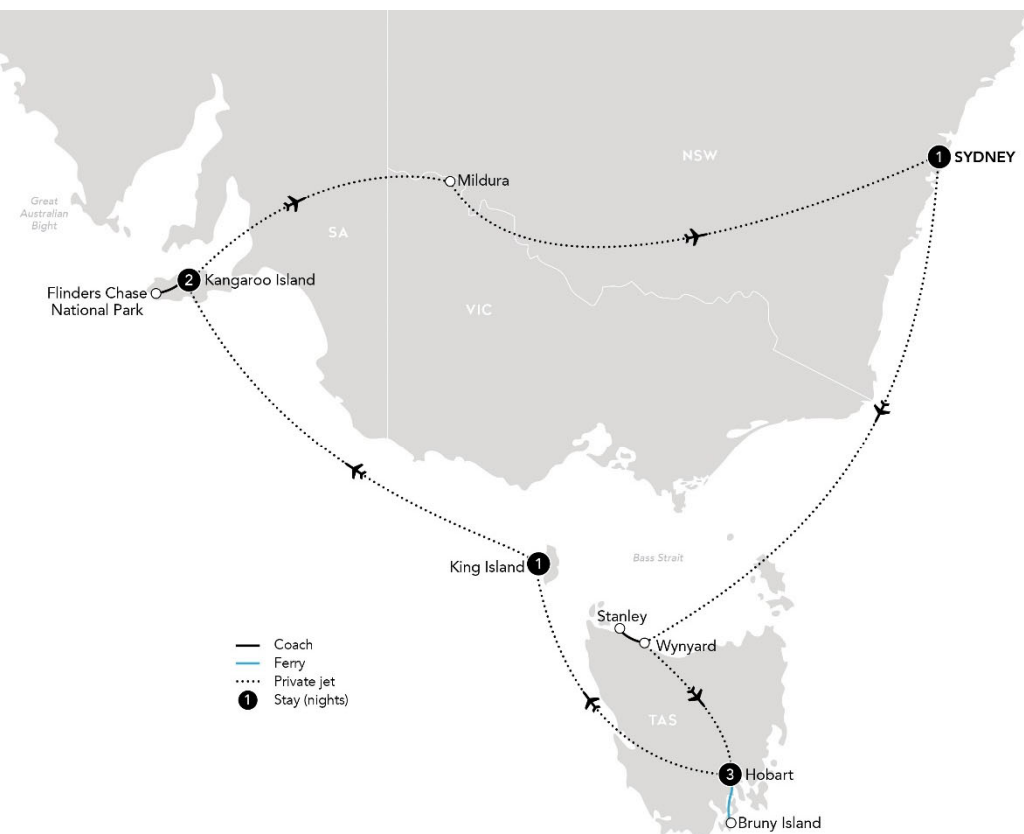 NSW
1 SYDNEY
Mildura
Great
Australian
Bight
SA
2 Kangaroo Island
Flinders Chase
National Park
VIC
Bass Strait
King Island 1
Stanley
Wynyard
Coach
Ferry
Private jet
1 Stay (nights)
TAS
3 Hobart
Bruny Island